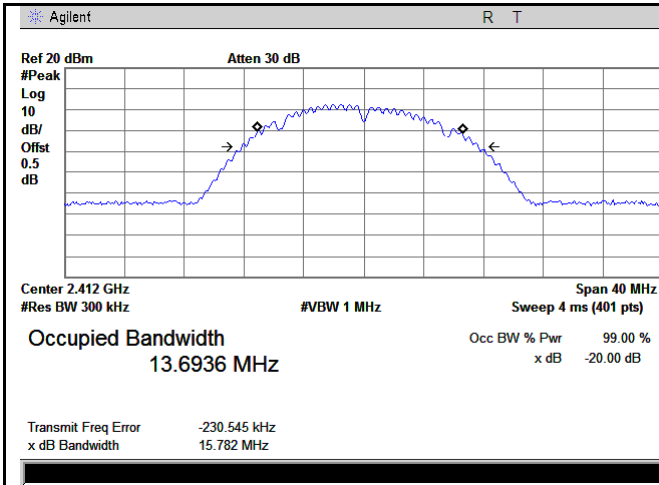 Agilent R T
Ref 20 dBm Atten 30 dB
#Peak
Log
10
dB/
Offst
0.5
dB
Center 2.412 GHz Span 40 MHz
#Res BW 300 kHz #VBW 1 MHz Sweep 4 ms (401 pts)
Occupied Bandwidth Occ BW % Pwr 99.00 %
13.6936 MHz x dB -20.00 dB
Transmit Freq Error -230.545 kHz
x dB Bandwidth 15.782 MHz